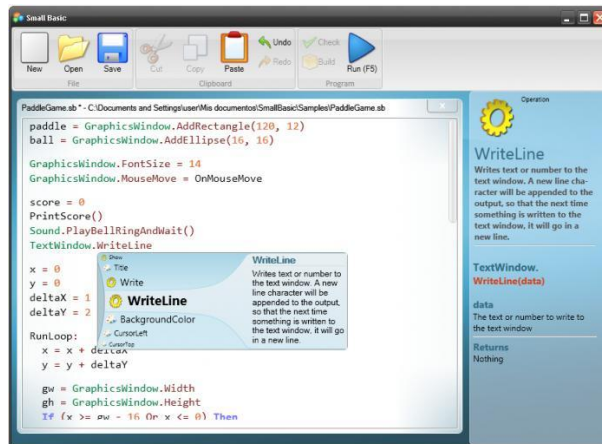 Small Basic
New
Open
Save
Cut
Copy
Paste
Undo
Redo
Check
Build
Run (F5)
File
Clipboard
Program
PaddleGame.sb * - C:\Documents and Settings\user\Mis documentos\SmallBasic\Samples\PaddleGame.sb
paddle = GraphicsWindow.AddRectangle(120, 12)
ball = GraphicsWindow.AddEllipse(16, 16)
GraphicsWindow.FontSize = 14
GraphicsWindow.MouseMove = OnMouseMove
score = 0
PrintScore()
Sound.PlayBellRingAndWait()
TextWindow.WriteLine
x = 0
y = 0
deltaX = 1
deltaY = 2
RunLoop:
x = x + deltaX
y = y + deltaY
gw = GraphicsWindow.Width
gh = GraphicsWindow.Height
If (x >= gw - 16 Or x <= 0) Then
Show
Title
Write
WriteLine
BackgroundColor
CursorLeft
CursorTop
WriteLine
Writes text or number to
the text window. A new
line character will be
appended to the output,
so that the next time
something is written to
the text window, it will go
in a new line.
Operation
WriteLine
Writes text or number to the
text window. A new line cha-
racter will be appended to the
output, so that the next time
something is written to the
text window, it will go in a
new line.
TextWindow.
WriteLine(data)
data
The text or number to write to
the text window
Returns
Nothing